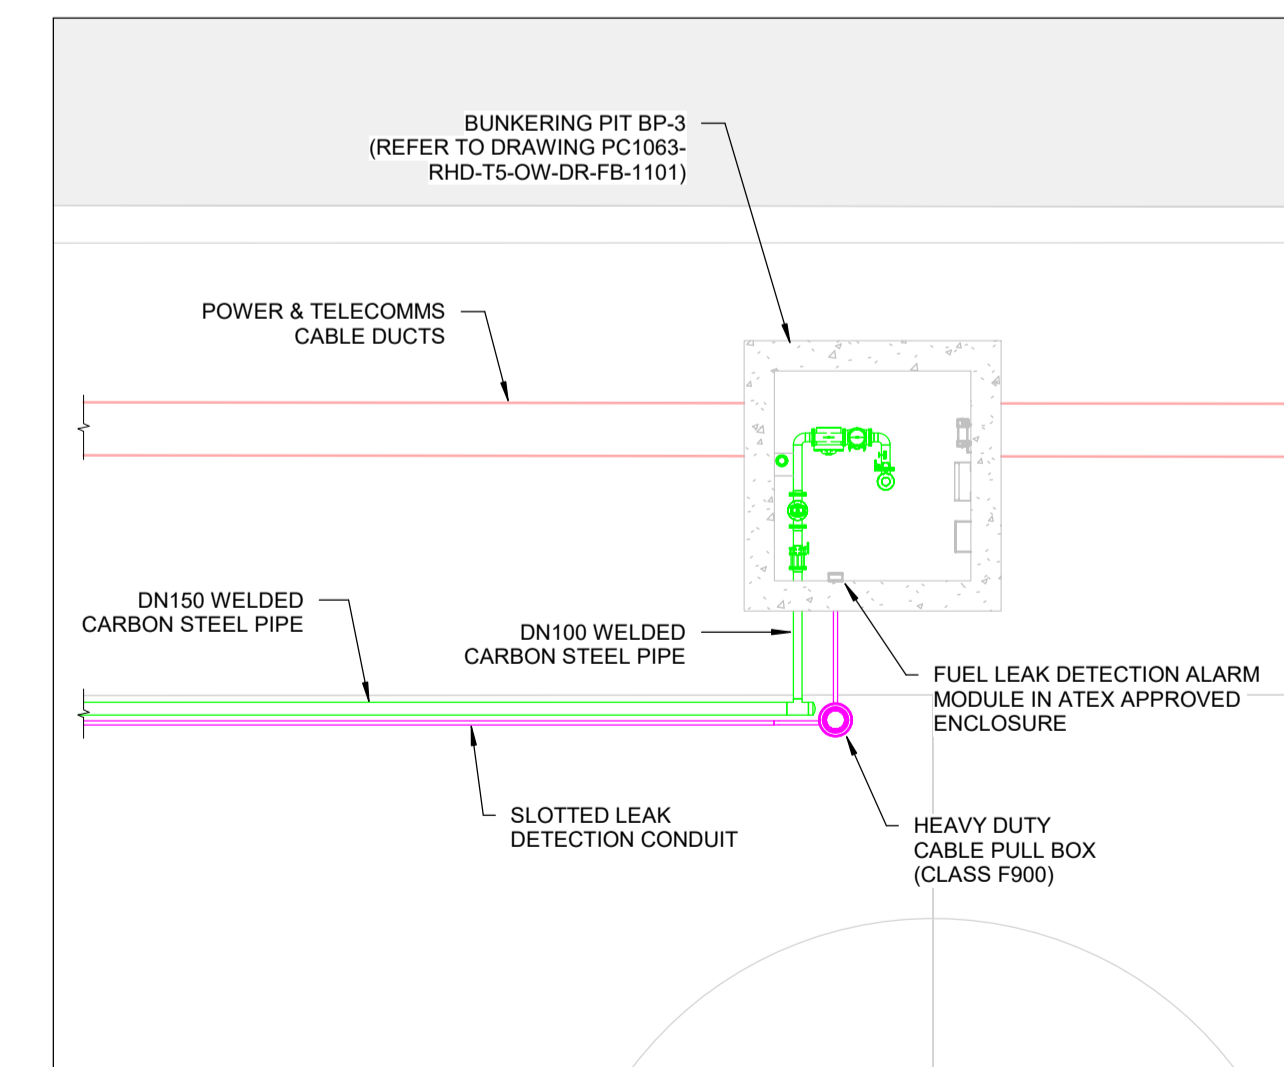 BUNKERING PIT BP-3
(REFER TO DRAWING PC1063-
RHD-T5-OW-DR-FB-1101)
POWER & TELECOMMS
CABLE DUCTS
DN150 WELDED
CARBON STEEL PIPE
DN100 WELDED
CARBON STEEL PIPE
FUEL LEAK DETECTION ALARM
MODULE IN ATEX APPROVED
ENCLOSURE
SLOTTED LEAK
DETECTION CONDUIT
HEAVY DUTY
CABLE PULL BOX
(CLASS F900)